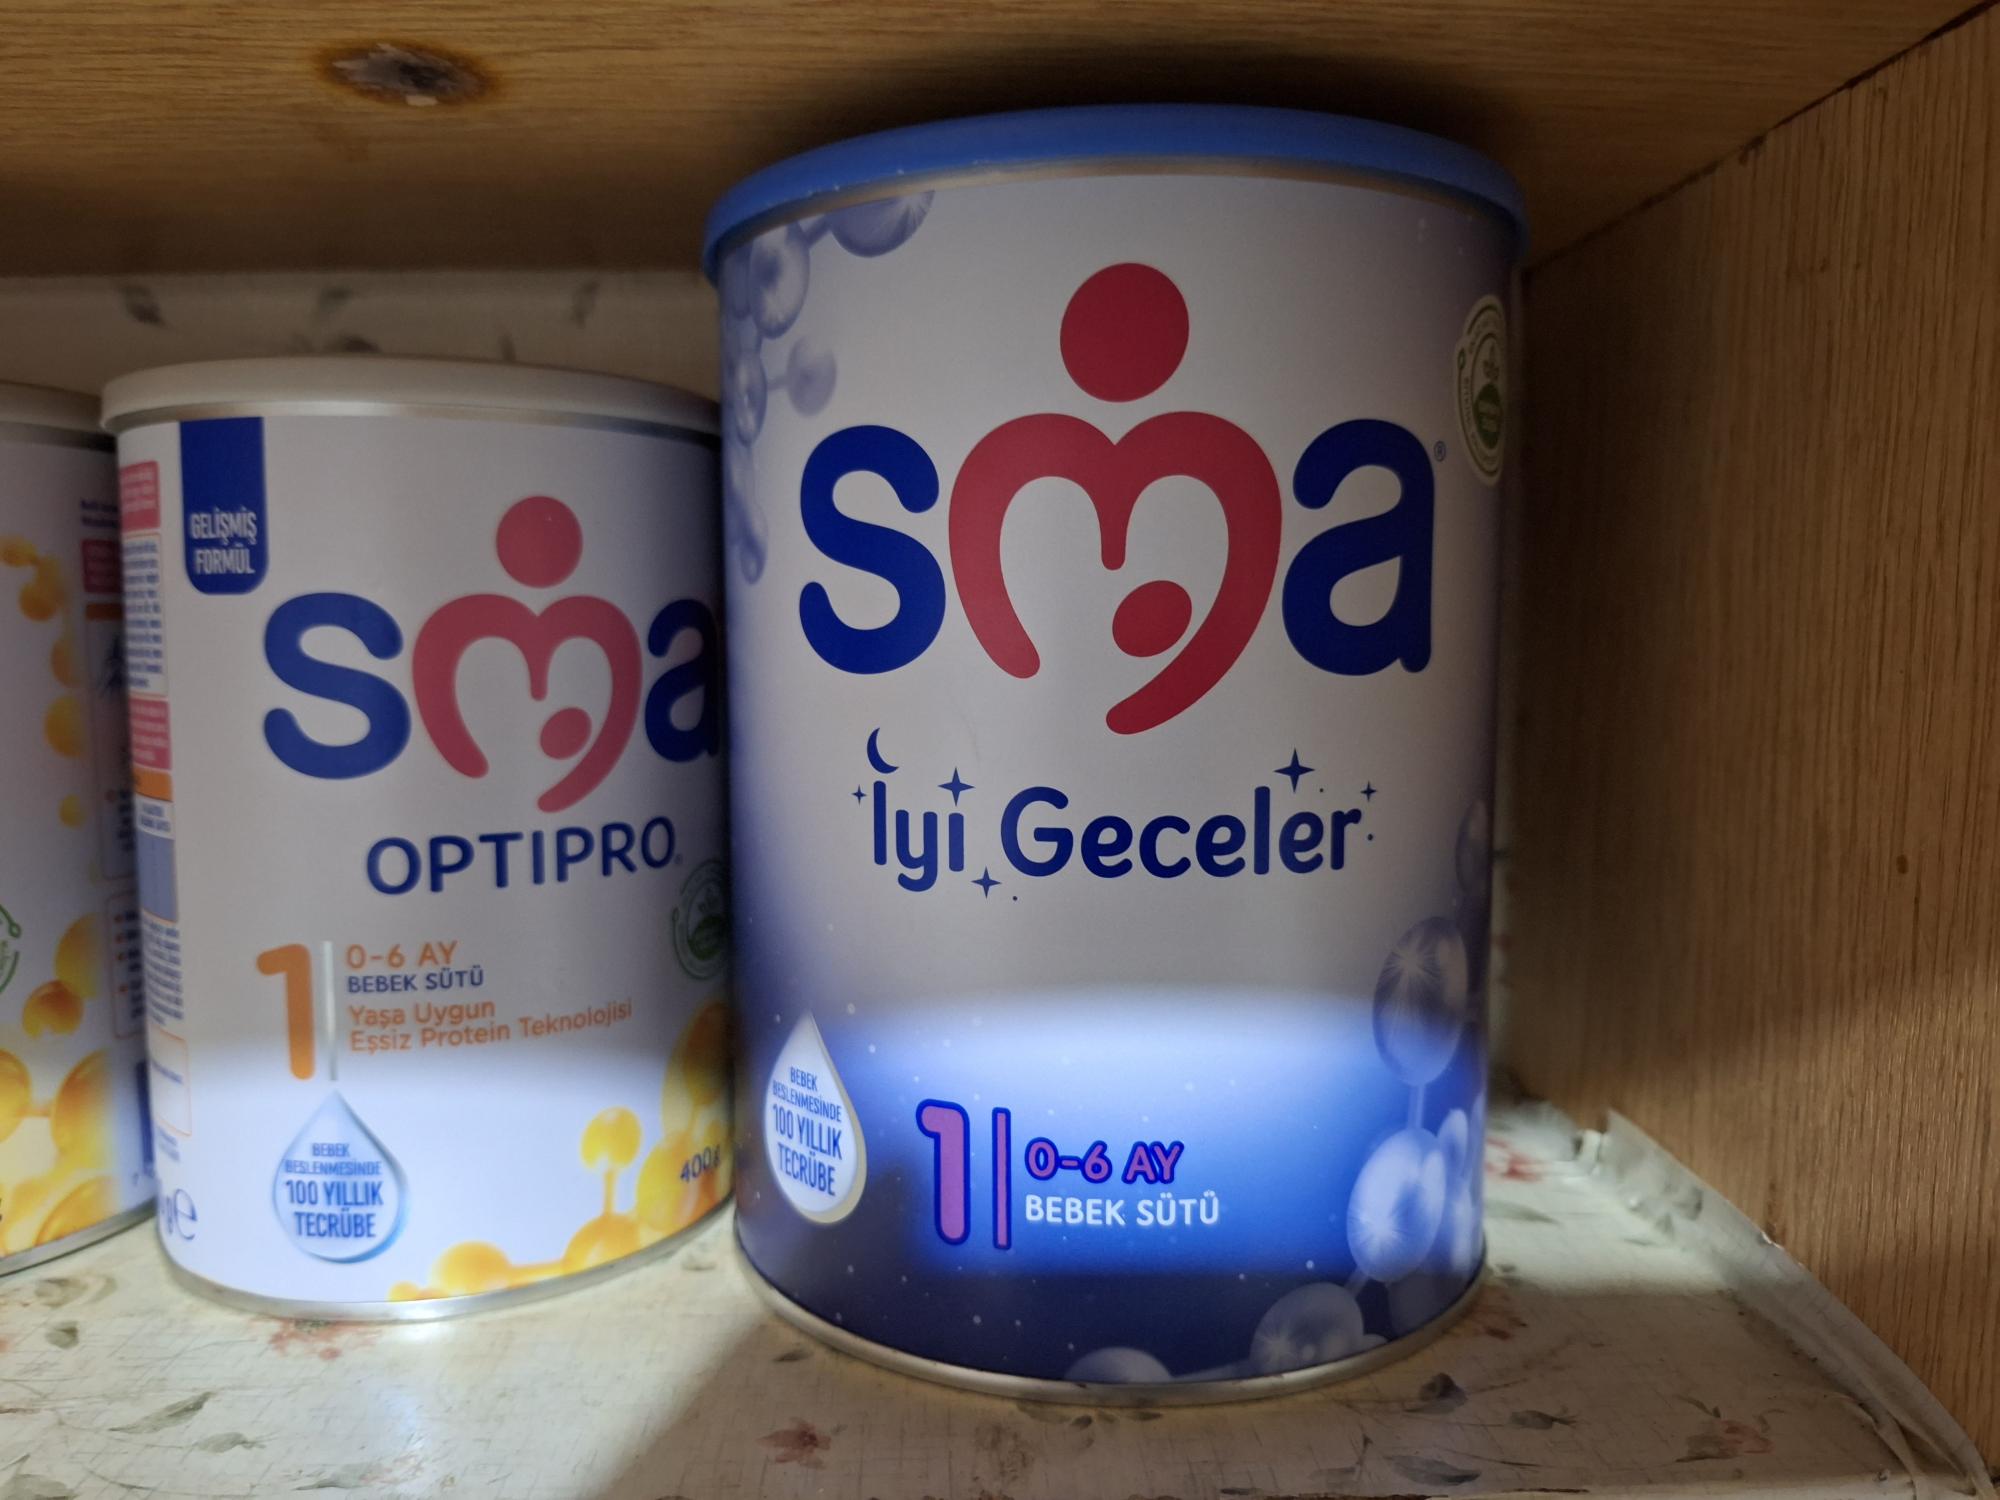 GELİŞMİŞ
FORMÜL
sma
OPTIPRO
1
0-6 AY
BEBEK SÜTÜ
Yaşa Uygun
Eşsiz Protein Teknolojisi
BEBEK
BESLENMESİNDE
100 YILLIK
TECRÜBE
400g
sma®
İyi Geceler
BEBEK
BESLENMESİNDE
100 YILLIK
TECRÜBE
1
0-6 AY
BEBEK SÜTÜ